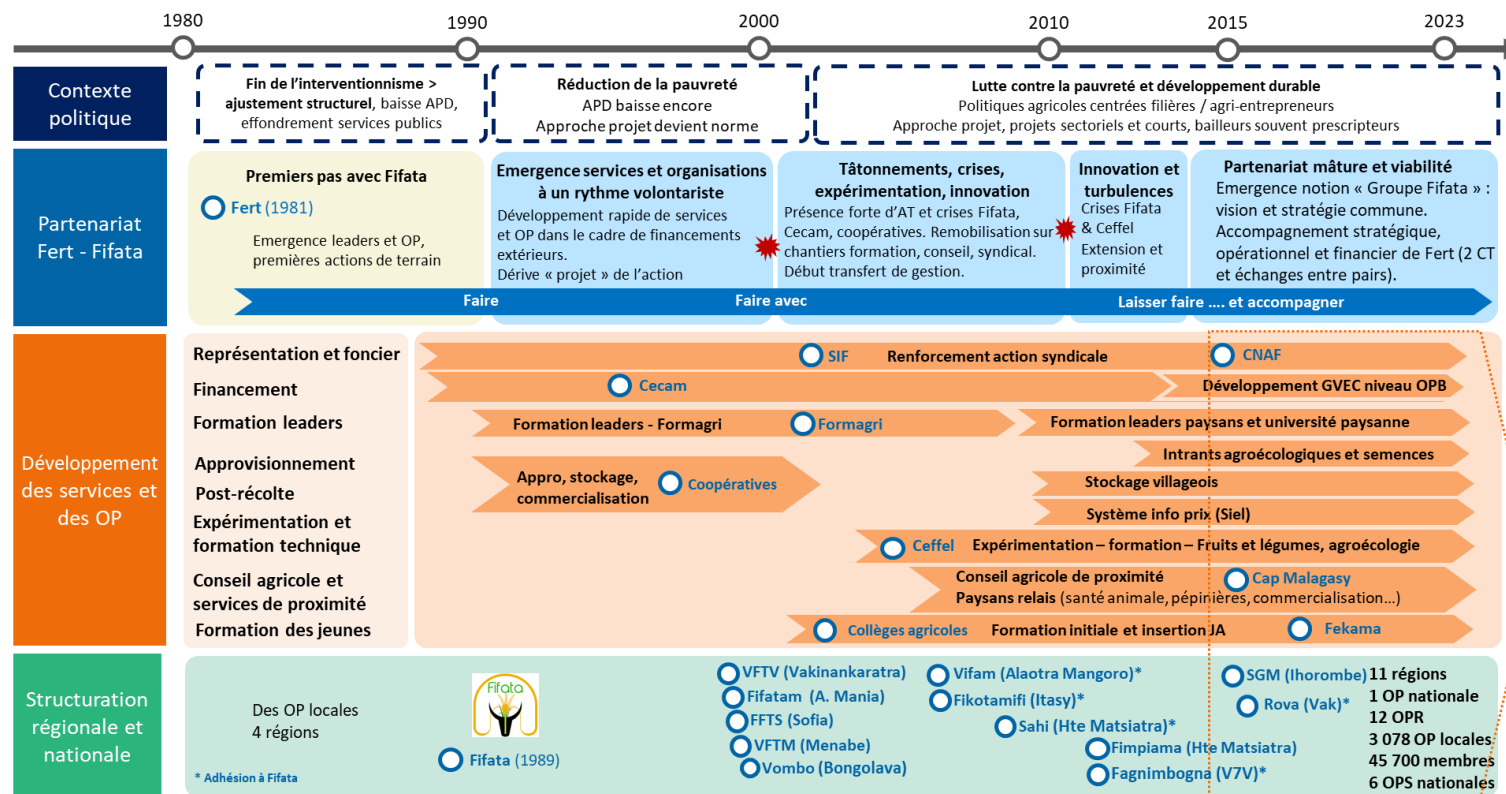 1980
1990
2000
2010
2015
2023
Contexte
politique
Fin de l'interventionnisme >
ajustement structurel, baisse APD,
effondrement services publics
Réduction de la pauvreté
APD baisse encore
Approche projet devient norme
Lutte contre la pauvreté et développement durable
Politiques agricoles centrées filières / agri-entrepreneurs
Approche projet, projets sectoriels et courts, bailleurs souvent prescripteurs
Partenariat
Fert - Fifata
Premiers pas avec Fifata
Fert (1981)
Emergence leaders et OP,
premières actions de terrain
Emergence services et organisations
à un rythme volontariste
Développement rapide de services
et OP dans le cadre de financements
extérieurs.
Dérive « projet » de l'action
Tâtonnements, crises,
expérimentation, innovation
Présence forte d'AT et crises Fifata,
Cecam, coopératives. Remobilisation sur
chantiers formation, conseil, syndical.
Début transfert de gestion.
Innovation et
turbulences
Crises Fifata
& Ceffel
Extension et
proximité
Partenariat mâture et viabilité
Emergence notion « Groupe Fifata » :
vision et stratégie commune.
Accompagnement stratégique,
opérationnel et financier de Fert (2 CT
et échanges entre pairs).
Faire
Faire avec
Laisser faire .... et accompagner
Développement
des services et
des OP
Représentation et foncier
SIF
Renforcement action syndicale
CNAF
Financement
Cecam
Développement GVEC niveau OPB
Formation leaders
Formation leaders - Formagri
Formagri
Formation leaders paysans et université paysanne
Approvisionnement
Intrants agroécologiques et semences
Post-récolte
Appro, stockage,
commercialisation
Coopératives
Stockage villageois
Système info prix (Siel)
Expérimentation et
formation technique
Ceffel
Expérimentation – formation – Fruits et légumes, agroécologie
Conseil agricole et
services de proximité
Conseil agricole de proximité
Cap Malagasy
Paysans relais (santé animale, pépinières, commercialisation...)
Formation des jeunes
Collèges agricoles
Formation initiale et insertion JA
Fekama
Structuration
régionale et
nationale
Des OP locales
4 régions
* Adhésion à Fifata
Fifata
Fifata (1989)
VFTV (Vakinankaratra)
Fifatam (A. Mania)
FFTS (Sofia)
VFTM (Menabe)
Vombo (Bongolava)
Vifam (Alaotra Mangoro)*
Fikotamifi (Itasy)*
Sahi (Hte Matsiatra)*
Fimpiama (Hte Matsiatra)
Fagnimbogna (V7V)*
SGM (Ihorombe)
Rova (Vak)*
11 régions
1 OP nationale
12 OPR
3 078 OP locales
45 700 membres
6 OPS nationales